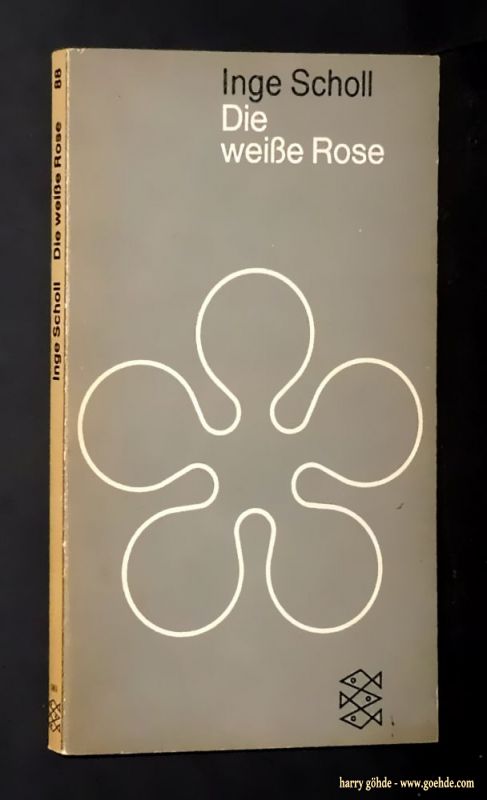 Inge Scholl
Die
weiße Rose
Inge Scholl Die weiße Rose 88
harry göhde - www.goehde.com